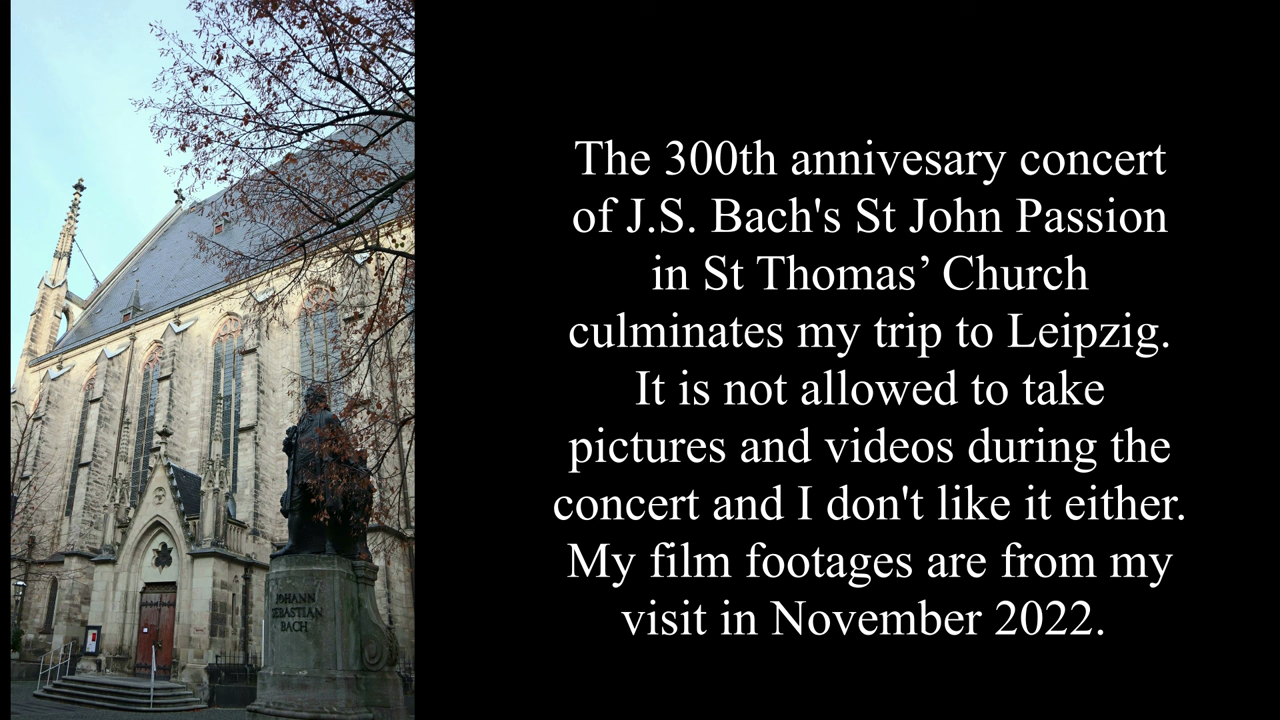 The 300th annivesary concert
of J.S. Bach's St John Passion
in St Thomas’ Church
culminates my trip to Leipzig.
It is not allowed to take
pictures and videos during the
concert and I don't like it either.
My film footages are from my
visit in November 2022.
JOHANN
SEBASTIAN
BACH